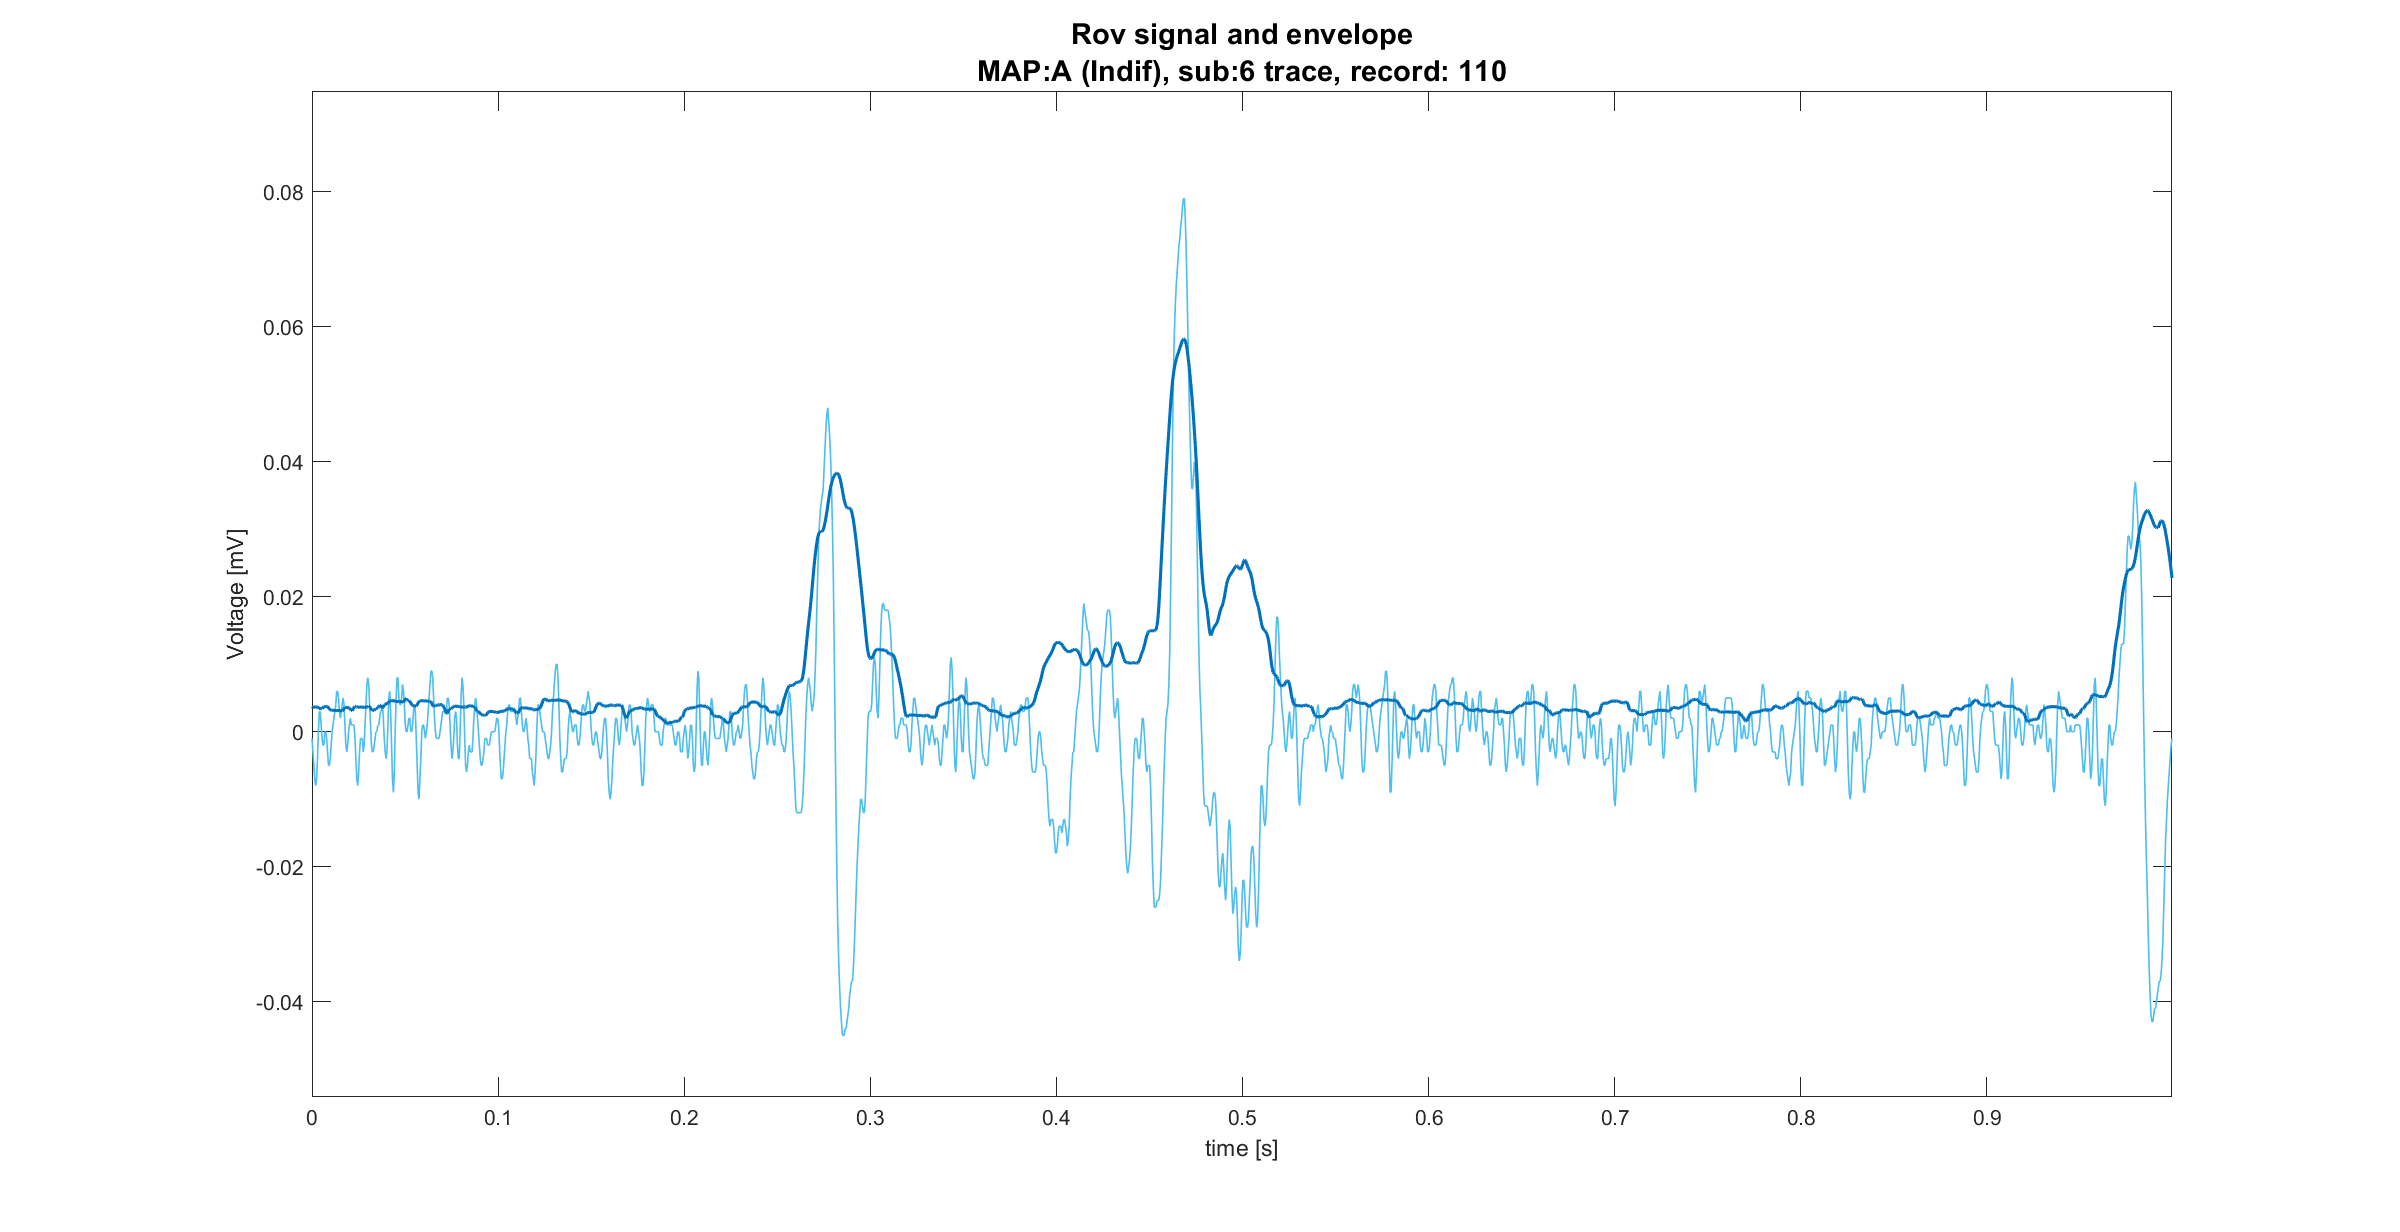 Rov signal and envelope
MAP:A (Indif), sub:6 trace, record: 110
0.08
0.06
0.04
0.02
0
-0.02
-0.04
Voltage [mV]
0 0.1 0.2 0.3 0.4 0.5 0.6 0.7 0.8 0.9
time [s]